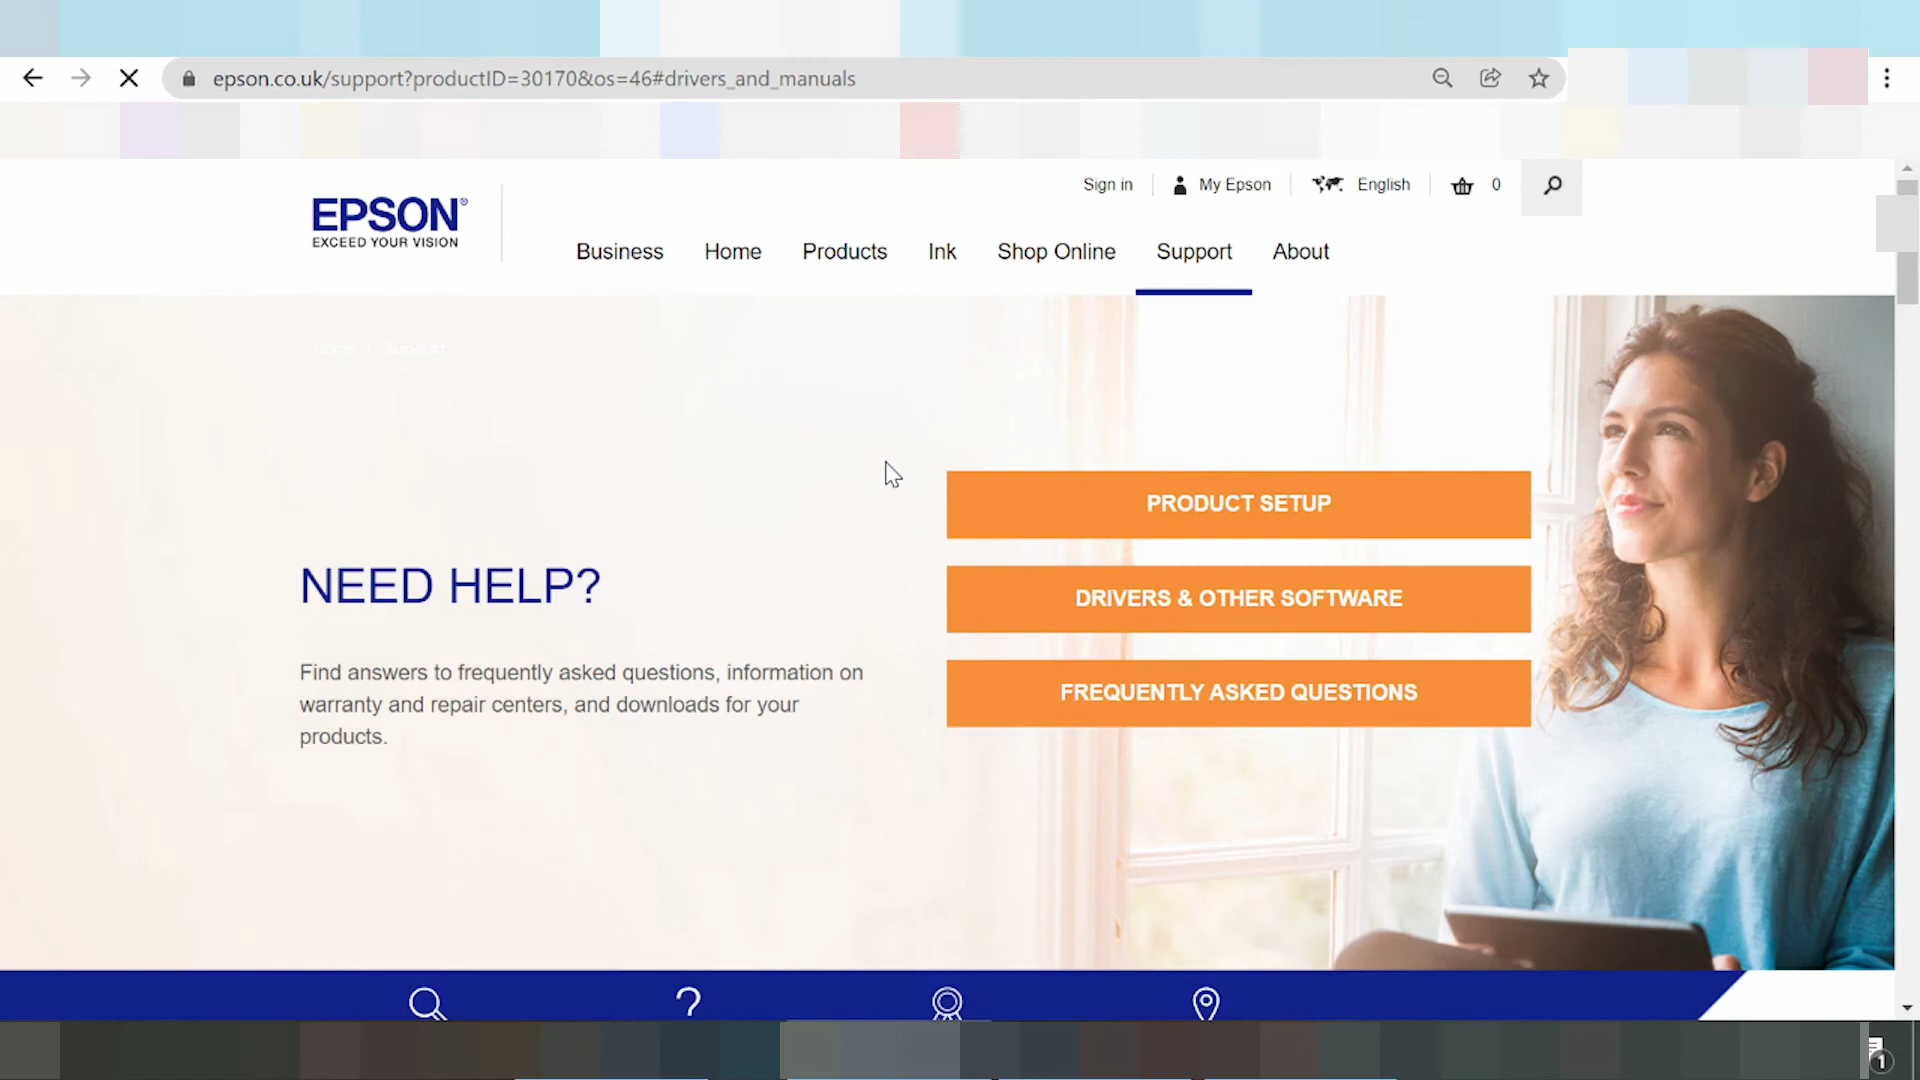 epson.co.uk/support?productID=30170&os=46#drivers_and_manuals
Sign in
My Epson
English
0
EPSON®
EXCEED YOUR VISION
Business
Home
Products
Ink
Shop Online
Support
About
Home | Support
PRODUCT SETUP
DRIVERS & OTHER SOFTWARE
FREQUENTLY ASKED QUESTIONS
NEED HELP?
Find answers to frequently asked questions, information on
warranty and repair centers, and downloads for your
products.
1